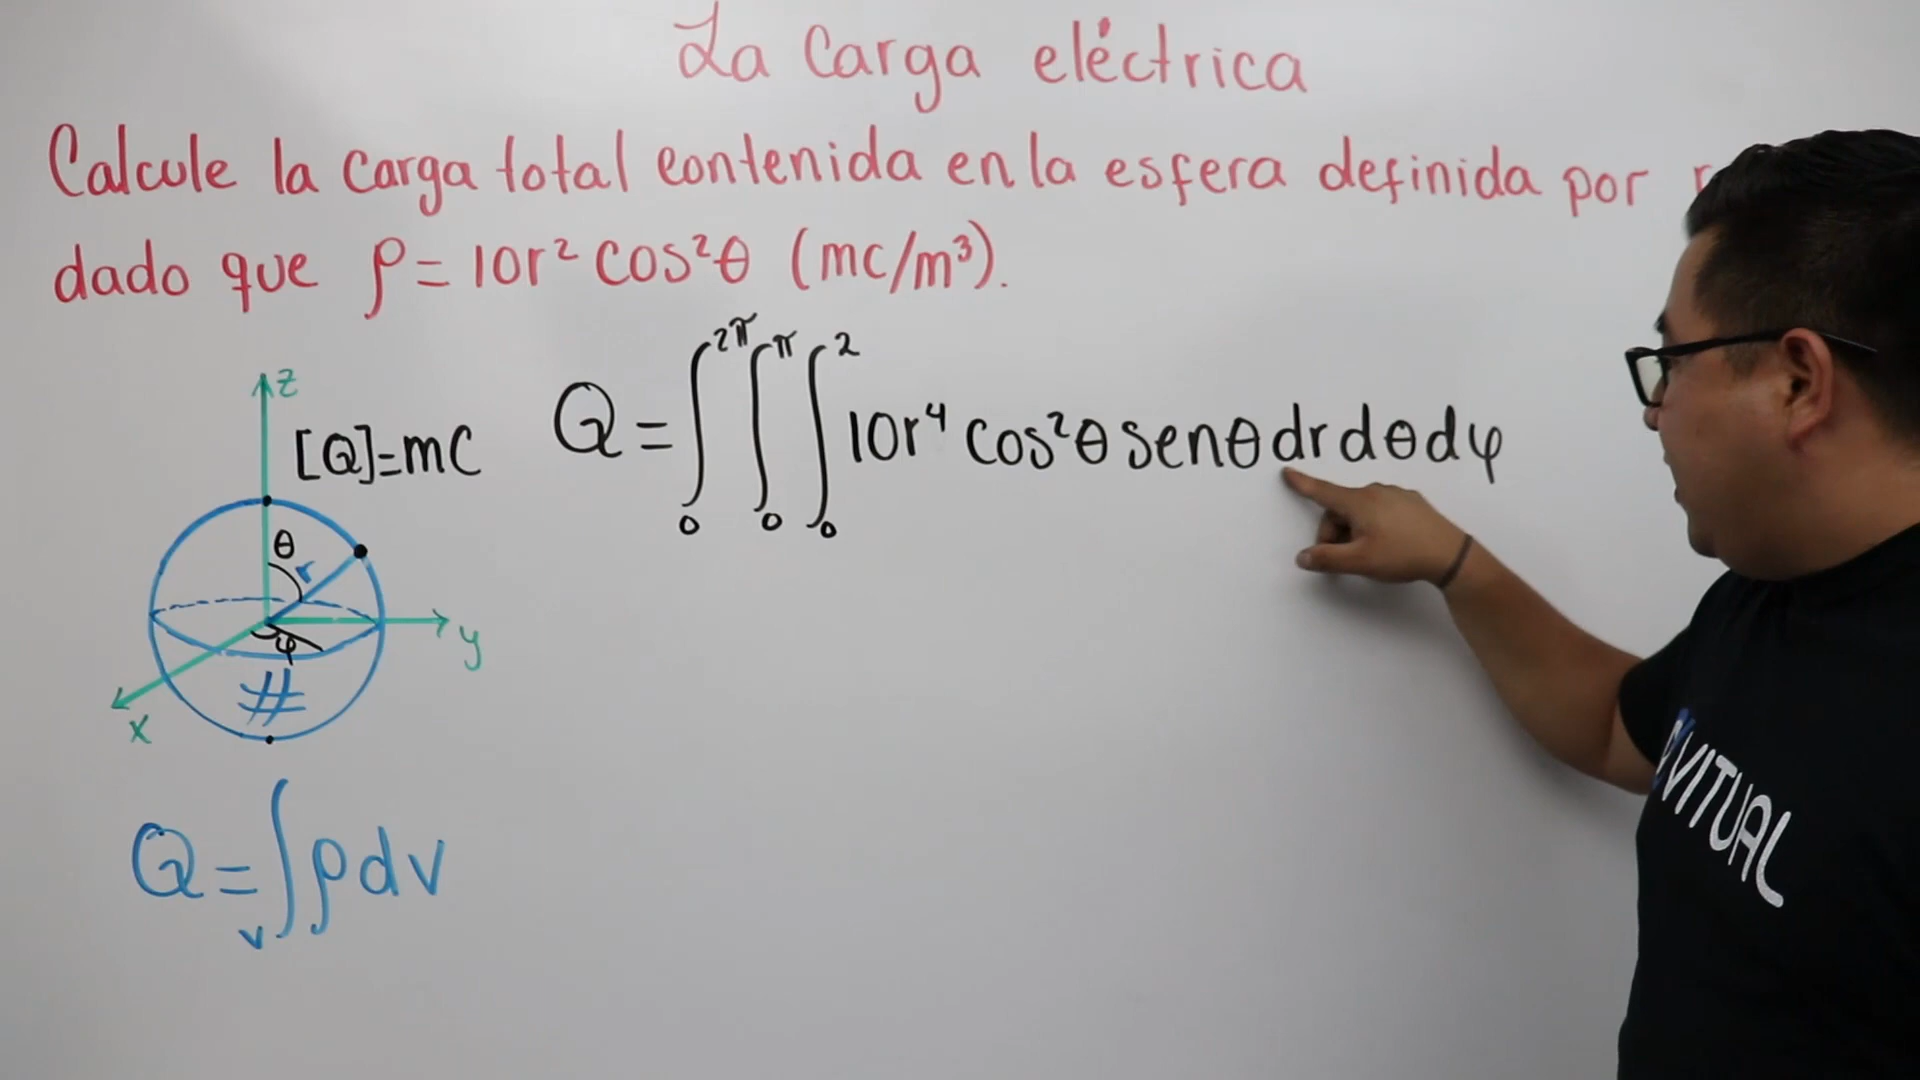 La Carga eléctrica
Calcule la carga total contenida en la esfera definida por r
dado que ρ = 10r² cos²θ (mc/m³).
Q = ∫₀^2π ∫₀^π ∫₀^2 10r⁴ cos²θ senθ dr dθ dφ
z
[Q]=mC
θ
r
y
φ
#
x
Q = ∫ᵥ ρ dv
VITUAL